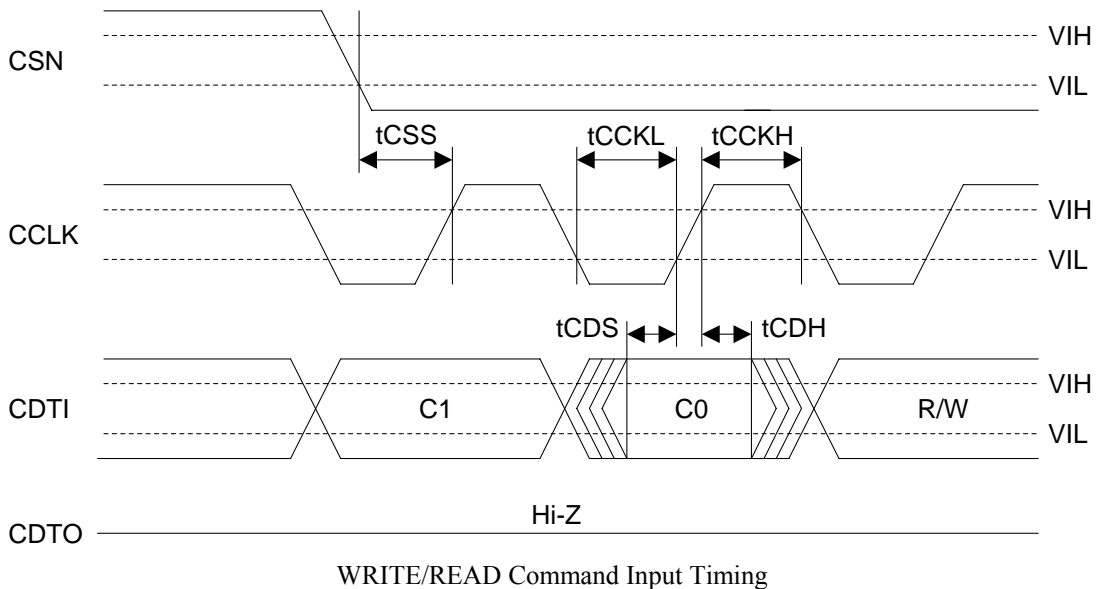 VIH
CSN
VIL
tCSS
tCCKL
tCCKH
VIH
CCLK
VIL
tCDS
tCDH
VIH
CDTI
C1
C0
R/W
VIL
Hi-Z
CDTO
WRITE/READ Command Input Timing